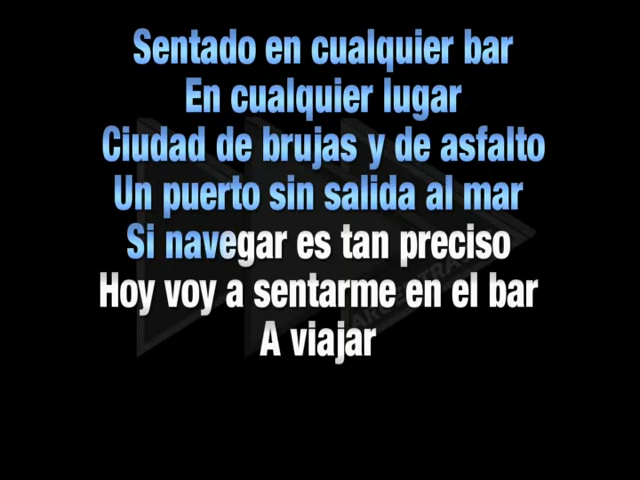 Sentado en cualquier bar
En cualquier lugar
Ciudad de brujas y de asfalto
Un puerto sin salida al mar
Si navegar es tan preciso
Hoy voy a sentarme en el bar
A viajar